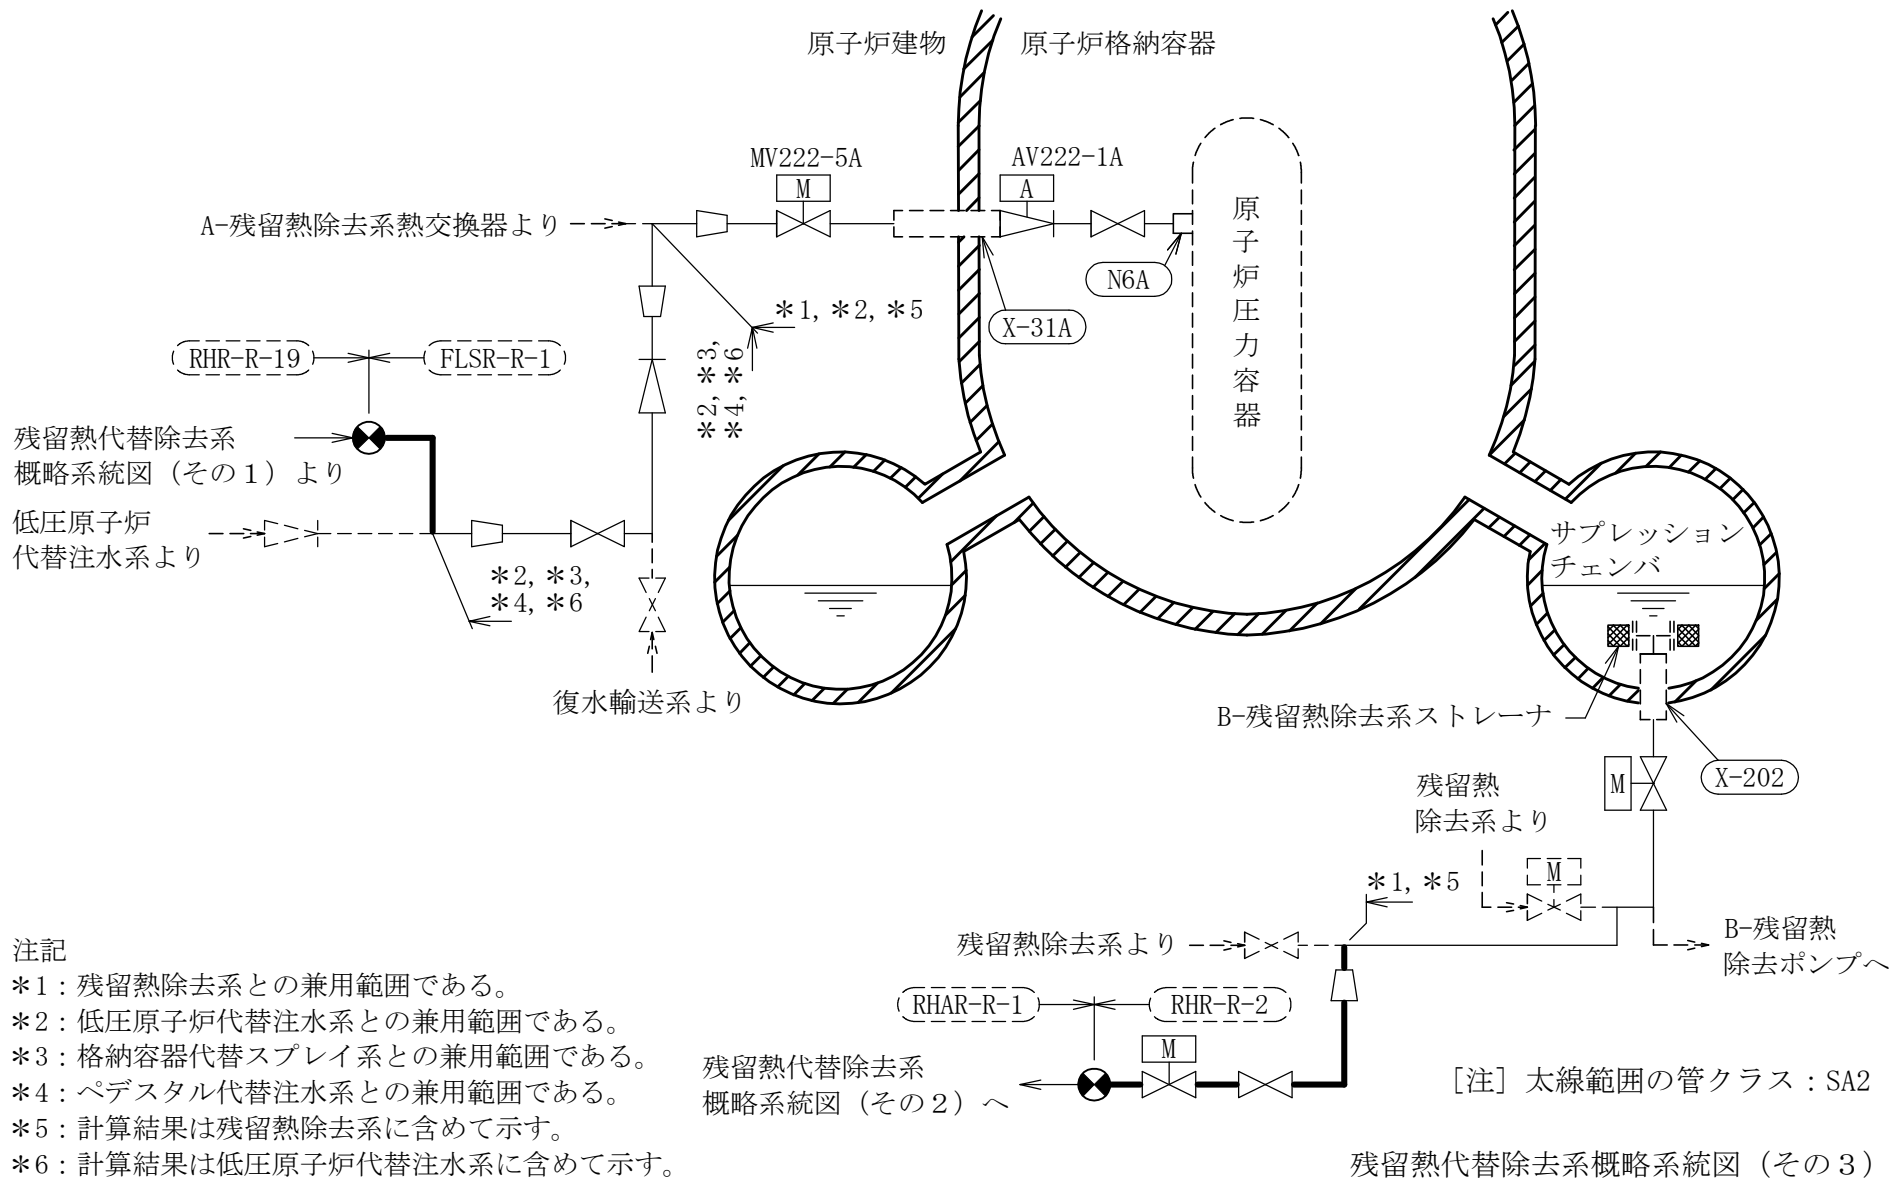 原子炉建物
原子炉格納容器
MV222-5A
M
AV222-1A
A
A-残留熱除去系熱交換器より
原子炉圧力容器
N6A
X-31A
*1, *2, *5
*2, *3,
*4, *6
RHR-R-19
FLSR-R-1
残留熱代替除去系
概略系統図（その１）より
低圧原子炉
代替注水系より
*2, *3,
*4, *6
復水輸送系より
サプレッション
チェンバ
B-残留熱除去系ストレーナ
X-202
M
残留熱
除去系より
M
*1, *5
残留熱除去系より
B-残留熱
除去ポンプへ
RHAR-R-1
RHR-R-2
M
残留熱代替除去系
概略系統図（その２）へ
［注］太線範囲の管クラス：SA2
注記
*1：残留熱除去系との兼用範囲である。
*2：低圧原子炉代替注水系との兼用範囲である。
*3：格納容器代替スプレイ系との兼用範囲である。
*4：ペデスタル代替注水系との兼用範囲である。
*5：計算結果は残留熱除去系に含めて示す。
*6：計算結果は低圧原子炉代替注水系に含めて示す。
残留熱代替除去系概略系統図（その３）